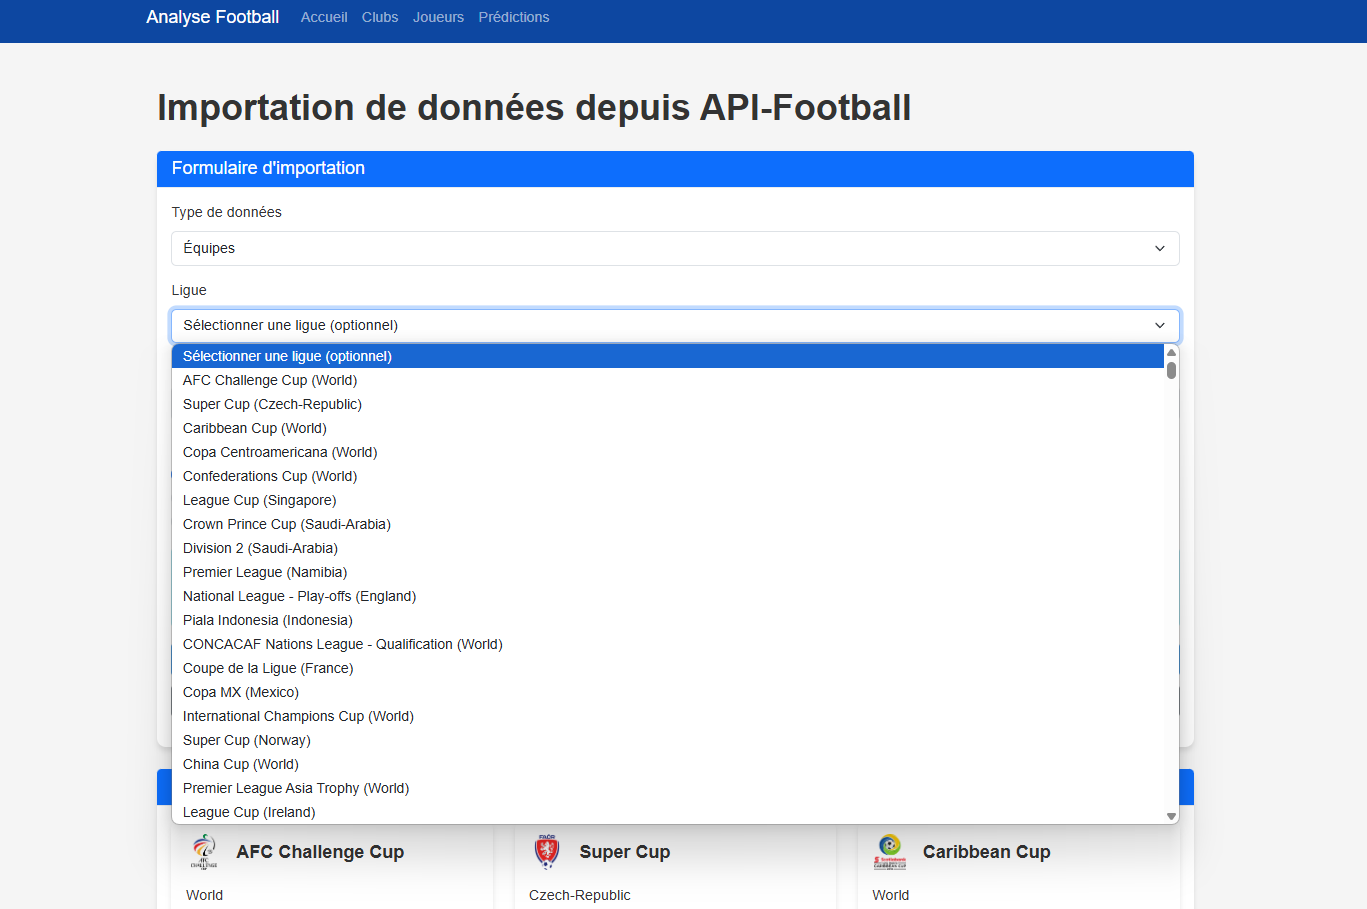 Analyse Football Accueil Clubs Joueurs Prédictions
Importation de données depuis API-Football
Formulaire d'importation
Type de données
Équipes
Ligue
Sélectionner une ligue (optionnel)
Sélectionner une ligue (optionnel)
AFC Challenge Cup (World)
Super Cup (Czech-Republic)
Caribbean Cup (World)
Copa Centroamericana (World)
Confederations Cup (World)
League Cup (Singapore)
Crown Prince Cup (Saudi-Arabia)
Division 2 (Saudi-Arabia)
Premier League (Namibia)
National League - Play-offs (England)
Piala Indonesia (Indonesia)
CONCACAF Nations League - Qualification (World)
Coupe de la Ligue (France)
Copa MX (Mexico)
International Champions Cup (World)
Super Cup (Norway)
China Cup (World)
Premier League Asia Trophy (World)
League Cup (Ireland)
AFC Challenge Cup Super Cup Caribbean Cup
World Czech-Republic World